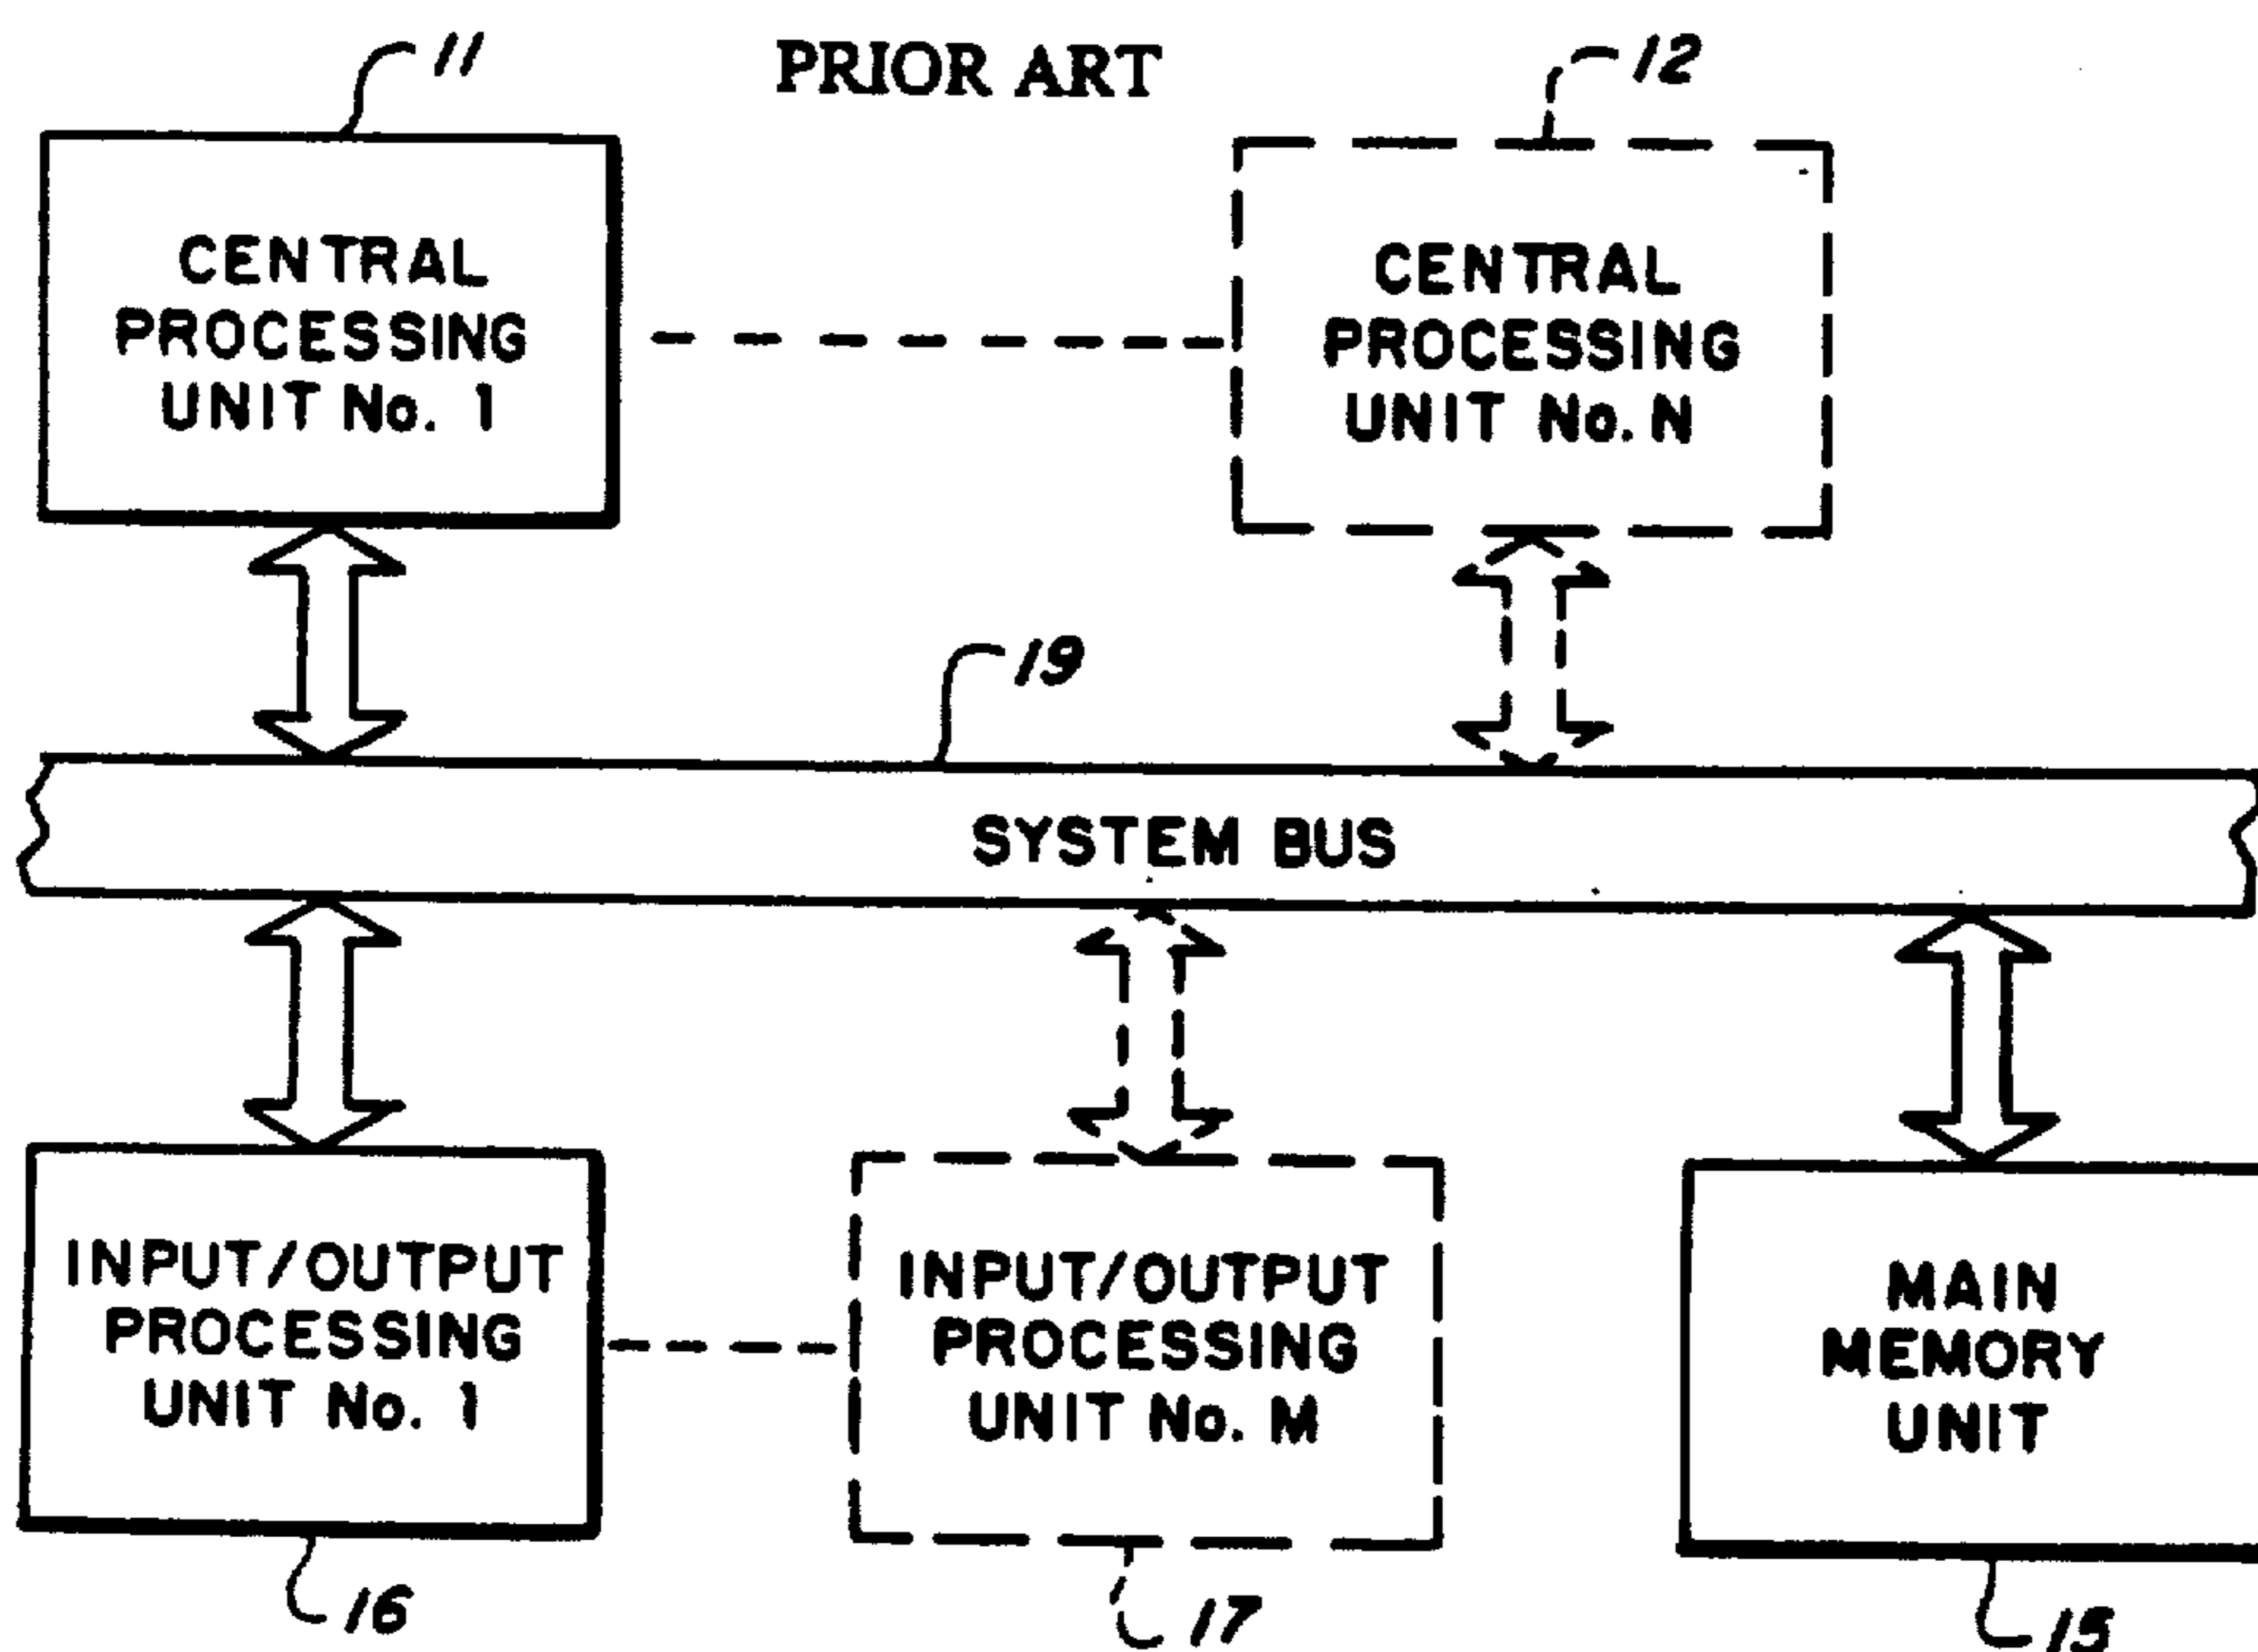 11
PRIOR ART
12
CENTRAL
PROCESSING
UNIT No. 1
CENTRAL
PROCESSING
UNIT No. N
19
SYSTEM BUS
INPUT/OUTPUT
PROCESSING
UNIT No. 1
INPUT/OUTPUT
PROCESSING
UNIT No. M
MAIN
MEMORY
UNIT
16
17
15